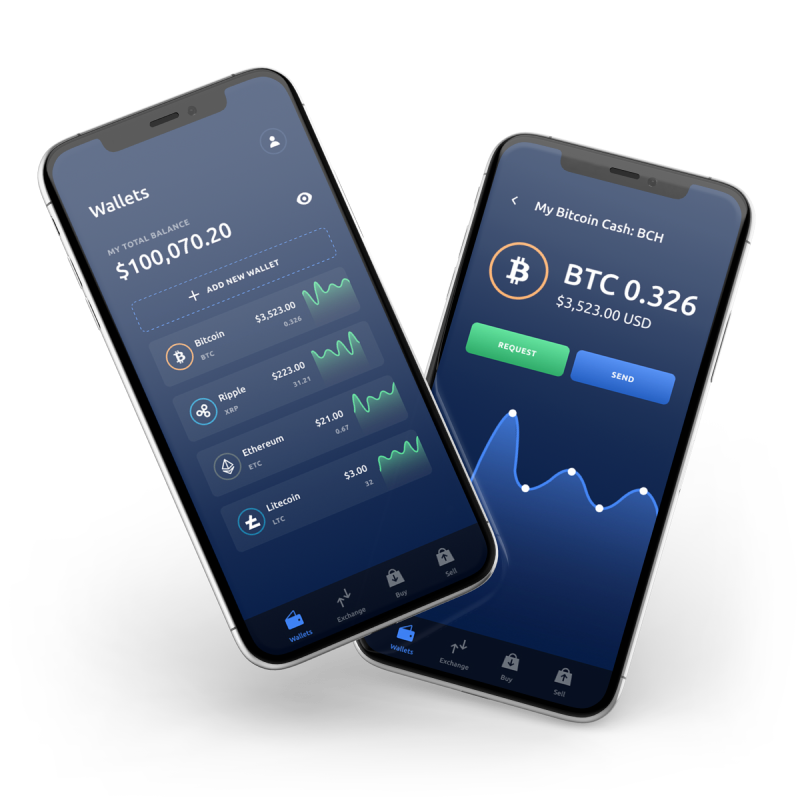 Wallets
MY TOTAL BALANCE
$100,070.20
ADD NEW WALLET
Bitcoin
BTC
$3,523.00
0.326
Ripple
XRP
$223.00
31,21
Ethereum
ETC
$21.00
0.67
Litecoin
LTC
$3.00
32
Wallets
Exchange
Buy
Sell
My Bitcoin Cash: BCH
BTC 0.326
$3,523.00 USD
REQUEST
SEND
Wallets
Exchange
Buy
Sell